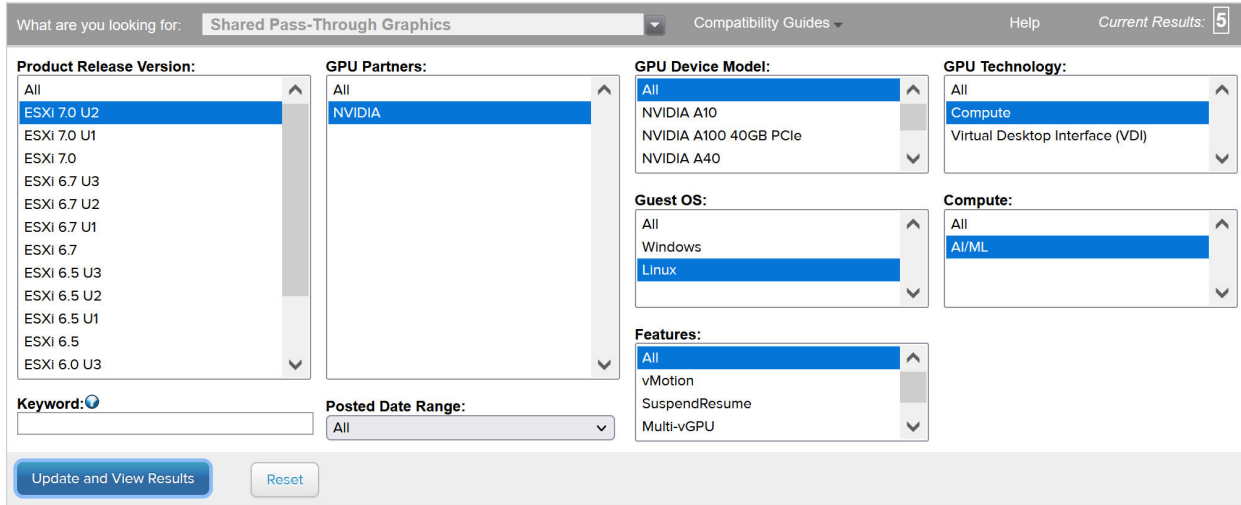 What are you looking for: Shared Pass-Through Graphics Compatibility Guides Help Current Results: 5
Product Release Version:
All
ESXi 7.0 U2
ESXi 7.0 U1
ESXi 7.0
ESXi 6.7 U3
ESXi 6.7 U2
ESXi 6.7 U1
ESXi 6.7
ESXi 6.5 U3
ESXi 6.5 U2
ESXi 6.5 U1
ESXi 6.5
ESXi 6.0 U3
Keyword:
GPU Partners:
All
NVIDIA
Posted Date Range:
All
GPU Device Model:
All
NVIDIA A10
NVIDIA A100 40GB PCIe
NVIDIA A40
Guest OS:
All
Windows
Linux
Features:
All
vMotion
SuspendResume
Multi-vGPU
GPU Technology:
All
Compute
Virtual Desktop Interface (VDI)
Compute:
All
AI/ML
Update and View Results
Reset